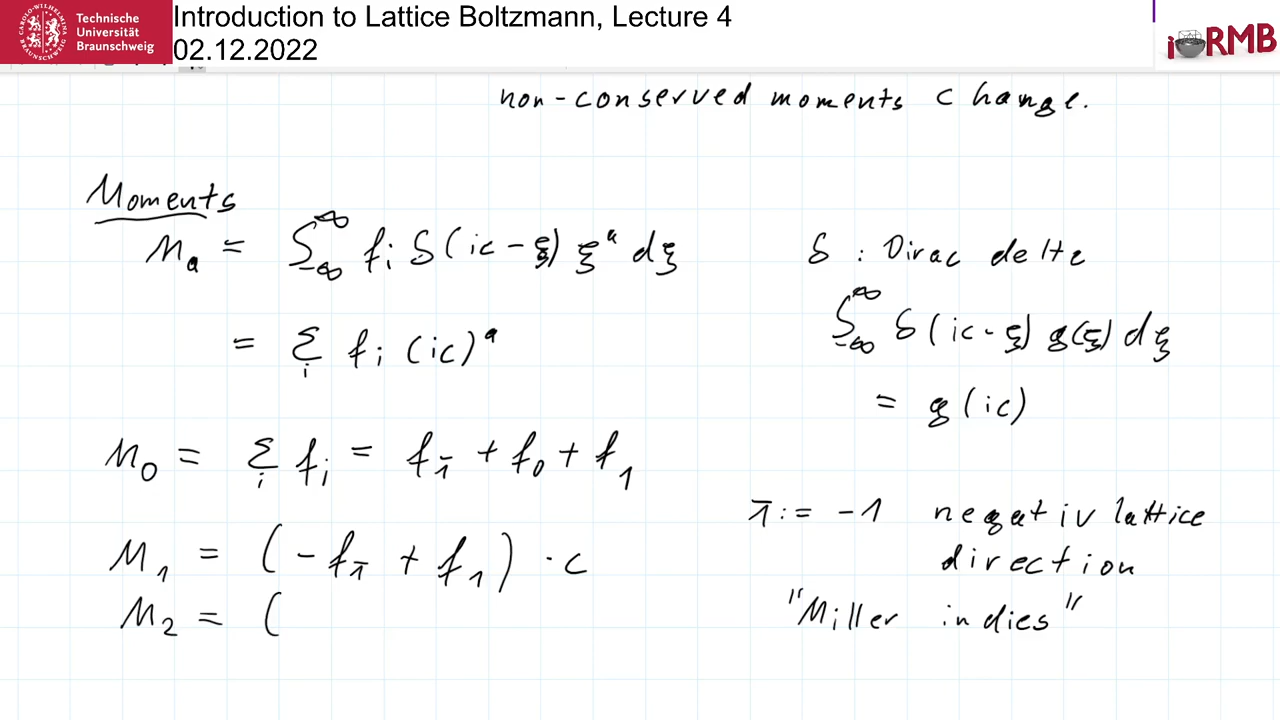 Technische
Universität
Braunschweig
Introduction to Lattice Boltzmann, Lecture 4
02.12.2022
iRMB
non-conserved moments change.
Moments
M_a = ∫_{-∞}^{∞} f_i δ(ic - ξ) ξ^a dξ
= Σ_i f_i (ic)^a
δ : Dirac delta
∫_{-∞}^{∞} δ(ic - ξ) g(ξ) dξ
= g(ic)
M_0 = Σ_i f_i = f_1̄ + f_0 + f_1
M_1 = (- f_1̄ + f_1) · c
M_2 = (
1̄ := -1 negativ lattice
direction
"Miller indies"